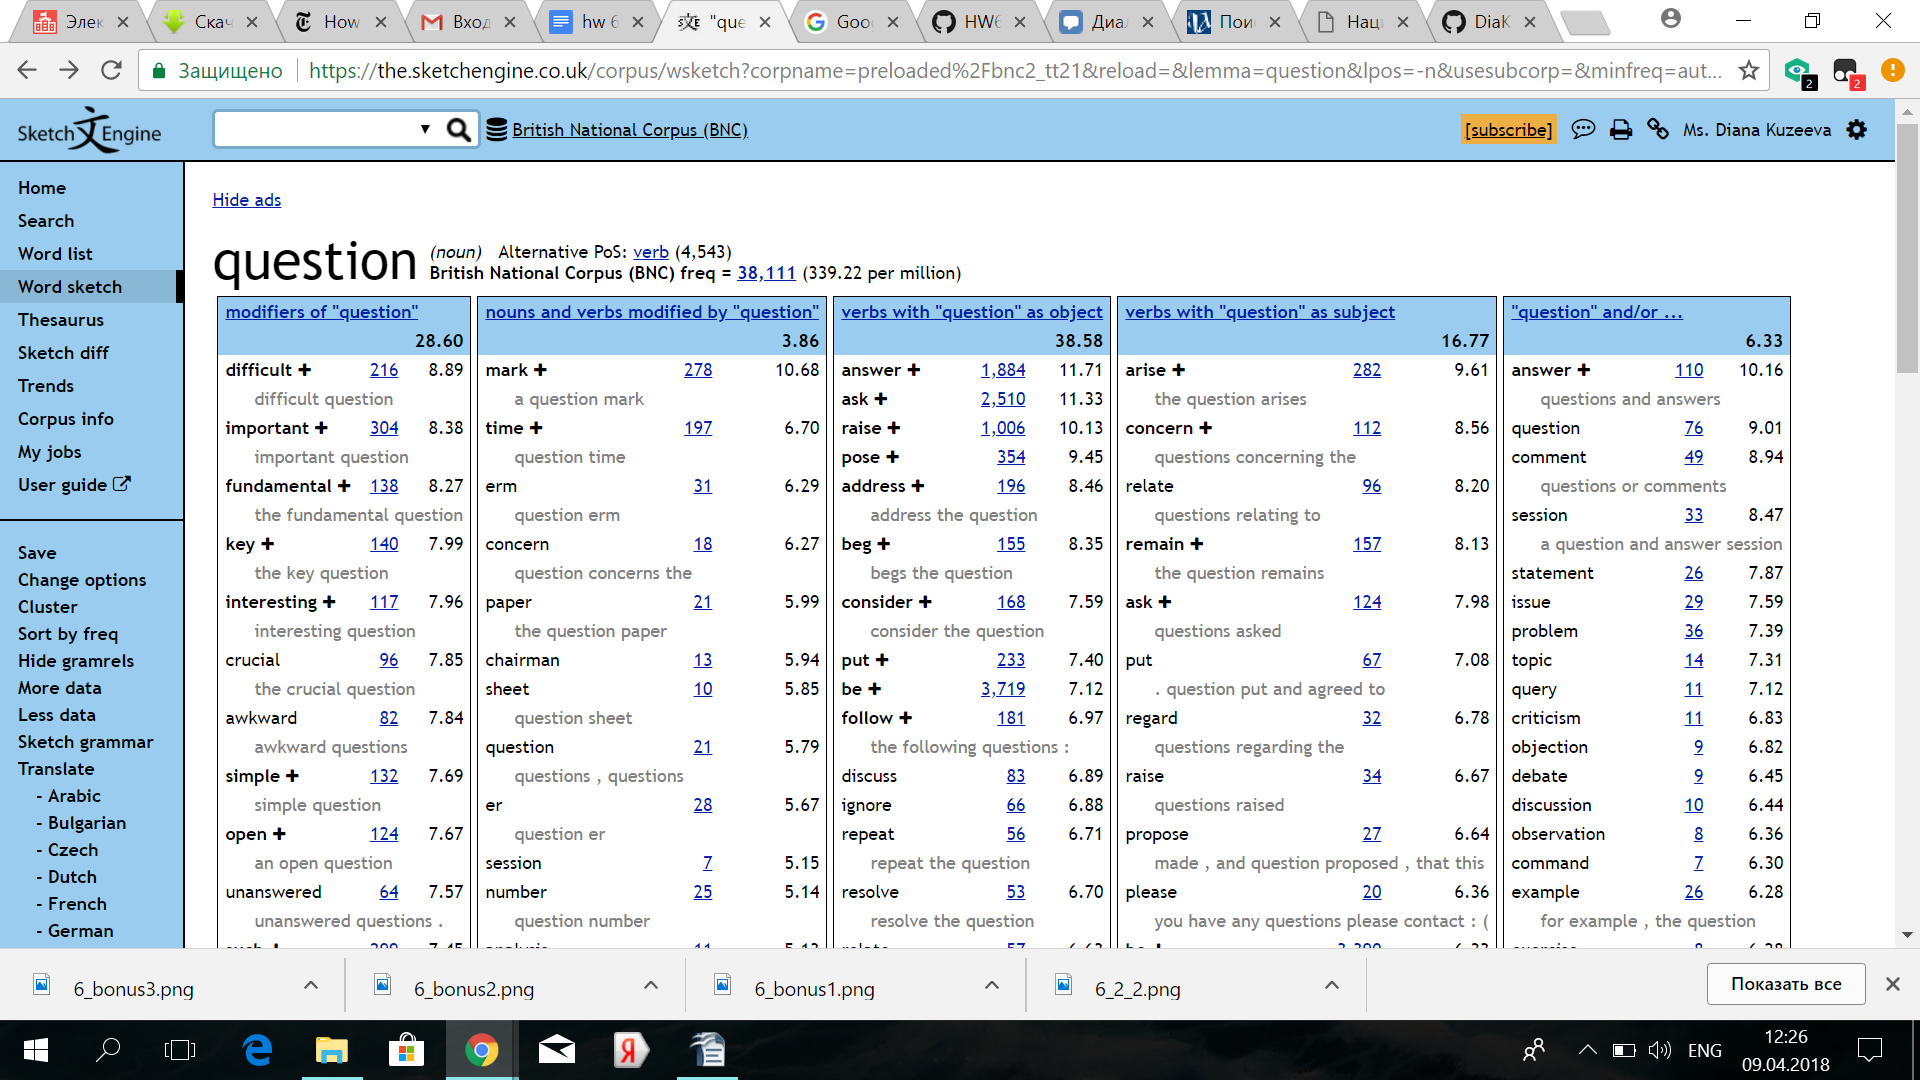 Элек
Скач
How
Вход
hw 6
"que
Goo
HW6
Диал
Пои
Наці
DiaK
Защищено https://the.sketchengine.co.uk/corpus/wsketch?corpname=preloaded%2Fbnc2_tt21&reload=&lemma=question&lpos=-n&usesubcorp=&minfreq=aut...
2
2
Sketch Engine
British National Corpus (BNC)
[subscribe]
Ms. Diana Kuzeeva
Home
Search
Word list
Word sketch
Thesaurus
Sketch diff
Trends
Corpus info
My jobs
User guide
Save
Change options
Cluster
Sort by freq
Hide gramrels
More data
Less data
Sketch grammar
Translate
- Arabic
- Bulgarian
- Czech
- Dutch
- French
- German
Hide ads
question (noun) Alternative PoS: verb (4,543)
British National Corpus (BNC) freq = 38,111 (339.22 per million)
modifiers of "question"
28.60
difficult + 216 8.89
difficult question
important + 304 8.38
important question
fundamental + 138 8.27
the fundamental question
key + 140 7.99
the key question
interesting + 117 7.96
interesting question
crucial 96 7.85
the crucial question
awkward 82 7.84
awkward questions
simple + 132 7.69
simple question
open + 124 7.67
an open question
unanswered 64 7.57
unanswered questions .
nouns and verbs modified by "question"
3.86
mark + 278 10.68
a question mark
time + 197 6.70
question time
erm 31 6.29
question erm
concern 18 6.27
question concerns the
paper 21 5.99
the question paper
chairman 13 5.94
sheet 10 5.85
question sheet
question 21 5.79
questions , questions
er 28 5.67
question er
session 7 5.15
number 25 5.14
question number
verbs with "question" as object
38.58
answer + 1,884 11.71
ask + 2,510 11.33
raise + 1,006 10.13
pose + 354 9.45
address + 196 8.46
address the question
beg + 155 8.35
begs the question
consider + 168 7.59
consider the question
put + 233 7.40
be + 3,719 7.12
follow + 181 6.97
the following questions :
discuss 83 6.89
ignore 66 6.88
repeat 56 6.71
repeat the question
resolve 53 6.70
resolve the question
verbs with "question" as subject
16.77
arise + 282 9.61
the question arises
concern + 112 8.56
questions concerning the
relate 96 8.20
questions relating to
remain + 157 8.13
the question remains
ask + 124 7.98
questions asked
put 67 7.08
. question put and agreed to
regard 32 6.78
questions regarding the
raise 34 6.67
questions raised
propose 27 6.64
made , and question proposed , that this
please 20 6.36
you have any questions please contact : (
"question" and/or ...
6.33
answer + 110 10.16
questions and answers
question 76 9.01
comment 49 8.94
questions or comments
session 33 8.47
a question and answer session
statement 26 7.87
issue 29 7.59
problem 36 7.39
topic 14 7.31
query 11 7.12
criticism 11 6.83
objection 9 6.82
debate 9 6.45
discussion 10 6.44
observation 8 6.36
command 7 6.30
example 26 6.28
for example , the question
6_bonus3.png
6_bonus2.png
6_bonus1.png
6_2_2.png
Показать все
ENG
12:26
09.04.2018